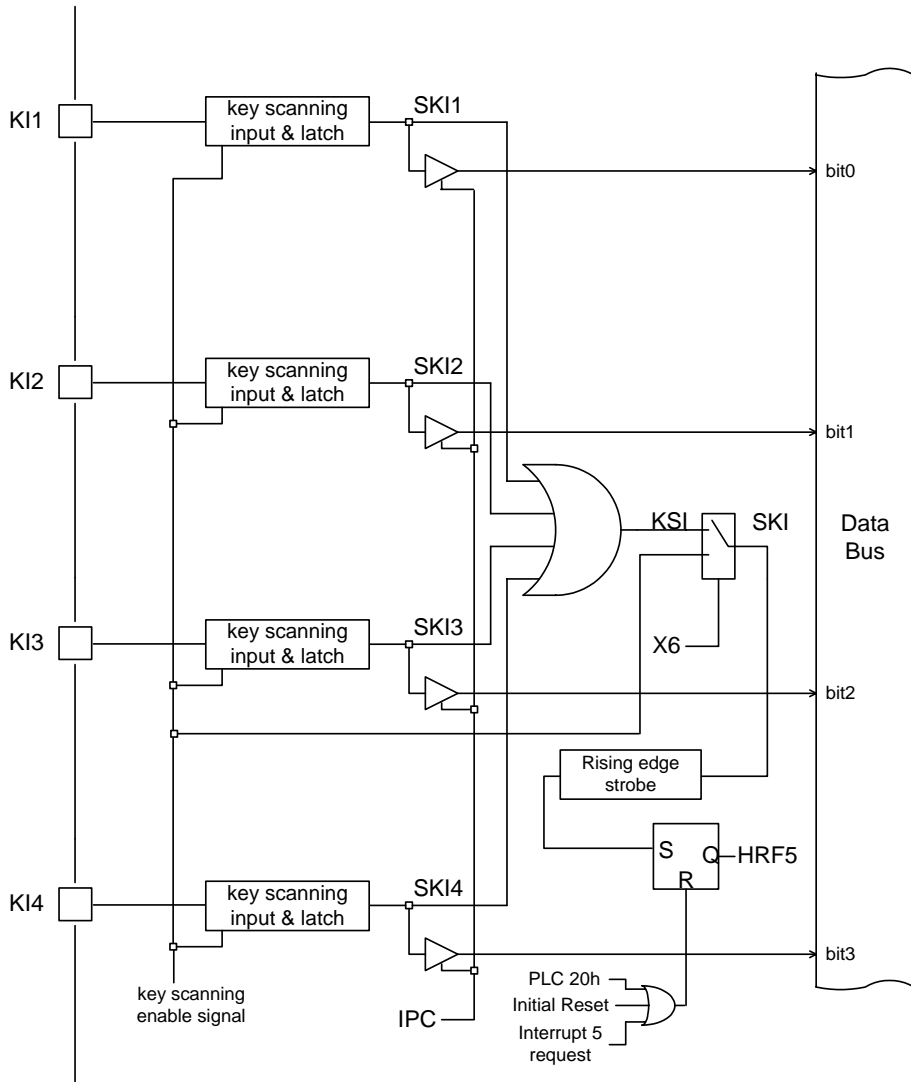 KI1
key scanning
input & latch
SKI1
bit0
KI2
key scanning
input & latch
SKI2
bit1
KSI
SKI
Data
Bus
KI3
key scanning
input & latch
SKI3
X6
bit2
Rising edge
strobe
S
Q
HRF5
R
KI4
key scanning
input & latch
SKI4
bit3
key scanning
enable signal
IPC
PLC 20h
Initial Reset
Interrupt 5
request